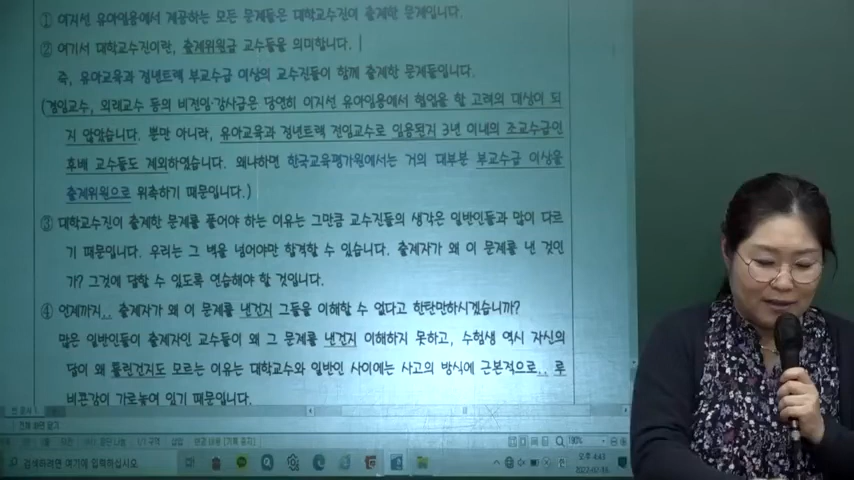 ① 이지선 유아임용에서 제공하는 모든 문제들은 대학교수진이 출제한 문제입니다.
② 여기서 대학교수진이란, 출제위원급 교수들을 의미합니다.
즉, 유아교육과 정년트랙 부교수급 이상의 교수진들이 함께 출제한 문제들입니다.
(겸임교수, 외래교수 등의 비전임·강사급은 당연히 이지선 유아임용에서 협업을 할 고려의 대상이 되
지 않았습니다. 뿐만 아니라, 유아교육과 정년트랙 전임교수로 임용된지 3년 이내의 조교수급인
후배 교수들도 제외하였습니다. 왜냐하면 한국교육평가원에서는 거의 대부분 부교수급 이상을
출제위원으로 위촉하기 때문입니다.)
③ 대학교수진이 출제한 문제를 풀어야 하는 이유는 그만큼 교수진들의 생각은 일반인들과 많이 다르
기 때문입니다. 우리는 그 벽을 넘어야만 합격할 수 있습니다. 출제자가 왜 이 문제를 낸 것인
가? 그것에 답할 수 있도록 연습해야 할 것입니다.
④ 언제까지.. 출제자가 왜 이 문제를 낸건지 그들을 이해할 수 없다고 한탄만하시겠습니까?
많은 일반인들이 출제자인 교수들이 왜 그 문제를 낸건지 이해하지 못하고, 수험생 역시 자신의
답이 왜 틀린건지도 모르는 이유는 대학교수와 일반인 사이에는 사고의 방식에 근본적으로.. 루
비콘강이 가로놓여 있기 때문입니다.
검색하려면 여기에 입력하십시오
오후 4:43